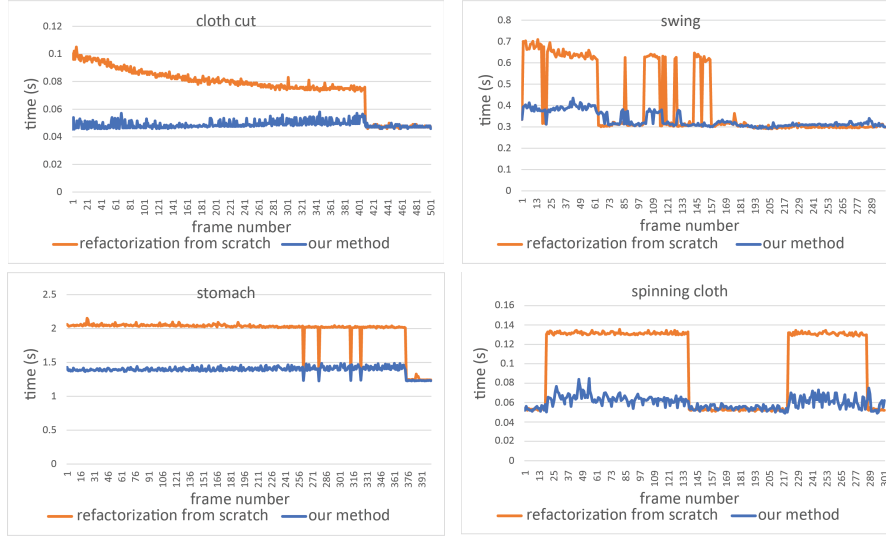 cloth cut
0.12
0.1
0.08
0.06
0.04
0.02
0
time (s)
1 21 41 61 81 101 121 141 161 181 201 221 241 261 281 301 321 341 361 381 401 421 441 461 481 501
frame number
refactorization from scratch our method
swing
0.8
0.7
0.6
0.5
0.4
0.3
0.2
0.1
0
time (s)
1 13 25 37 49 61 73 85 97 109 121 133 145 157 169 181 193 205 217 229 241 253 265 277 289
frame number
refactorization from scratch our method
stomach
2.5
2
1.5
1
0.5
0
time (s)
1 16 31 46 61 76 91 106 121 136 151 166 181 196 211 226 241 256 271 286 301 316 331 346 361 376 391
frame number
refactorization from scratch our method
spinning cloth
0.16
0.14
0.12
0.1
0.08
0.06
0.04
0.02
0
time (s)
1 13 25 37 49 61 73 85 97 109 121 133 145 157 169 181 193 205 217 229 241 253 265 277 289 301
frame number
refactorization from scratch our method